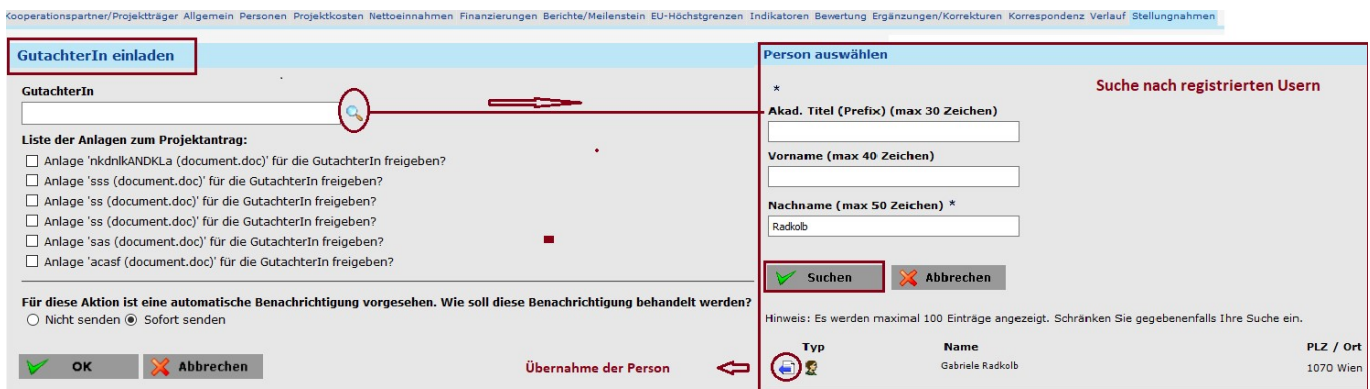 Kooperationspartner/Projektträger Allgemein Personen Projektkosten Nettoeinnahmen Finanzierungen Berichte/Meilenstein EU-Höchstgrenzen Indikatoren Bewertung Ergänzungen/Korrekturen Korrespondenz Verlauf Stellungnahmen
GutachterIn einladen
GutachterIn
Liste der Anlagen zum Projektantrag:
Anlage 'nkdnlkANDKLa (document.doc)' für die GutachterIn freigeben?
Anlage 'sss (document.doc)' für die GutachterIn freigeben?
Anlage 'ss (document.doc)' für die GutachterIn freigeben?
Anlage 'ss (document.doc)' für die GutachterIn freigeben?
Anlage 'sas (document.doc)' für die GutachterIn freigeben?
Anlage 'acasf (document.doc)' für die GutachterIn freigeben?
Für diese Aktion ist eine automatische Benachrichtigung vorgesehen. Wie soll diese Benachrichtigung behandelt werden?
Nicht senden Sofort senden
OK Abbrechen
Übernahme der Person
Person auswählen
* Suche nach registrierten Usern
Akad. Titel (Prefix) (max 30 Zeichen)
Vorname (max 40 Zeichen)
Nachname (max 50 Zeichen) *
Radkolb
Suchen Abbrechen
Hinweis: Es werden maximal 100 Einträge angezeigt. Schränken Sie gegebenenfalls Ihre Suche ein.
Typ Name PLZ / Ort
Gabriele Radkolb 1070 Wien